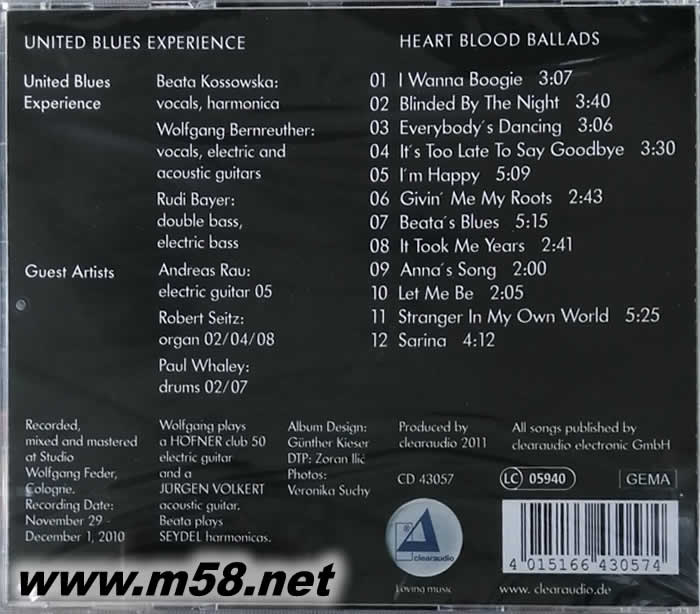 UNITED BLUES EXPERIENCE
United Blues
Experience
Beata Kossowska:
vocals, harmonica
Wolfgang Bernreuther:
vocals, electric and
acoustic guitars
Rudi Bayer:
double bass,
electric bass
Guest Artists
Andreas Rau:
electric guitar 05
Robert Seitz:
organ 02/04/08
Paul Whaley:
drums 02/07
HEART BLOOD BALLADS
01 I Wanna Boogie 3:07
02 Blinded By The Night 3:40
03 Everybody´s Dancing 3:06
04 It´s Too Late To Say Goodbye 3:30
05 I´m Happy 5:09
06 Givin´ Me My Roots 2:43
07 Beata´s Blues 5:15
08 It Took Me Years 2:41
09 Anna´s Song 2:00
10 Let Me Be 2:05
11 Stranger In My Own World 5:25
12 Sarina 4:12
Recorded,
mixed and mastered
at Studio
Wolfgang Feder,
Cologne.
Recording Date:
November 29 -
December 1, 2010
Wolfgang plays
a HÖFNER club 50
electric guitar
and a
JÜRGEN VOLKERT
acoustic guitar.
Beata plays
SEYDEL harmonicas.
Album Design:
Günther Kieser
DTP: Zoran Ilić
Photos:
Veronika Suchy
Produced by
clearaudio 2011
CD 43057
clearaudio
Loving music
All songs published by
clearaudio electronic GmbH
LC 05940
GEMA
4 015166 430574
www. clearaudio.de
www.m58.net